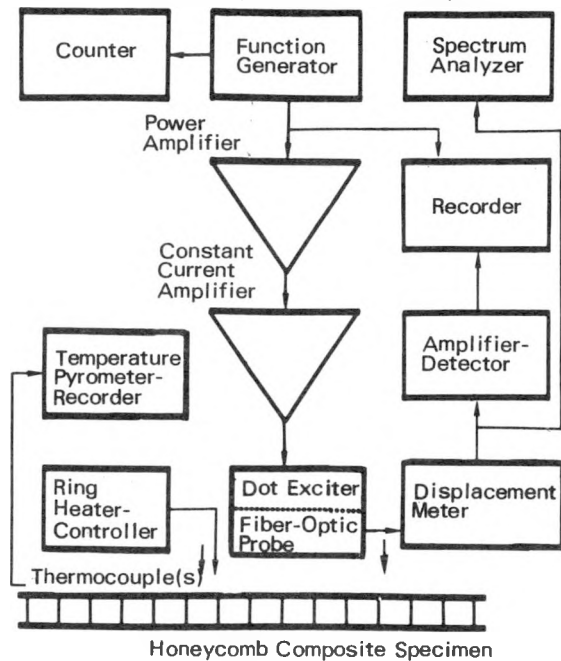 Counter
Function
Generator
Spectrum
Analyzer
Power
Amplifier
Recorder
Constant
Current
Amplifier
Temperature
Pyrometer-
Recorder
Amplifier-
Detector
Ring
Heater-
Controller
Dot Exciter
Fiber-Optic
Probe
Displacement
Meter
Thermocouple(s)
Honeycomb Composite Specimen